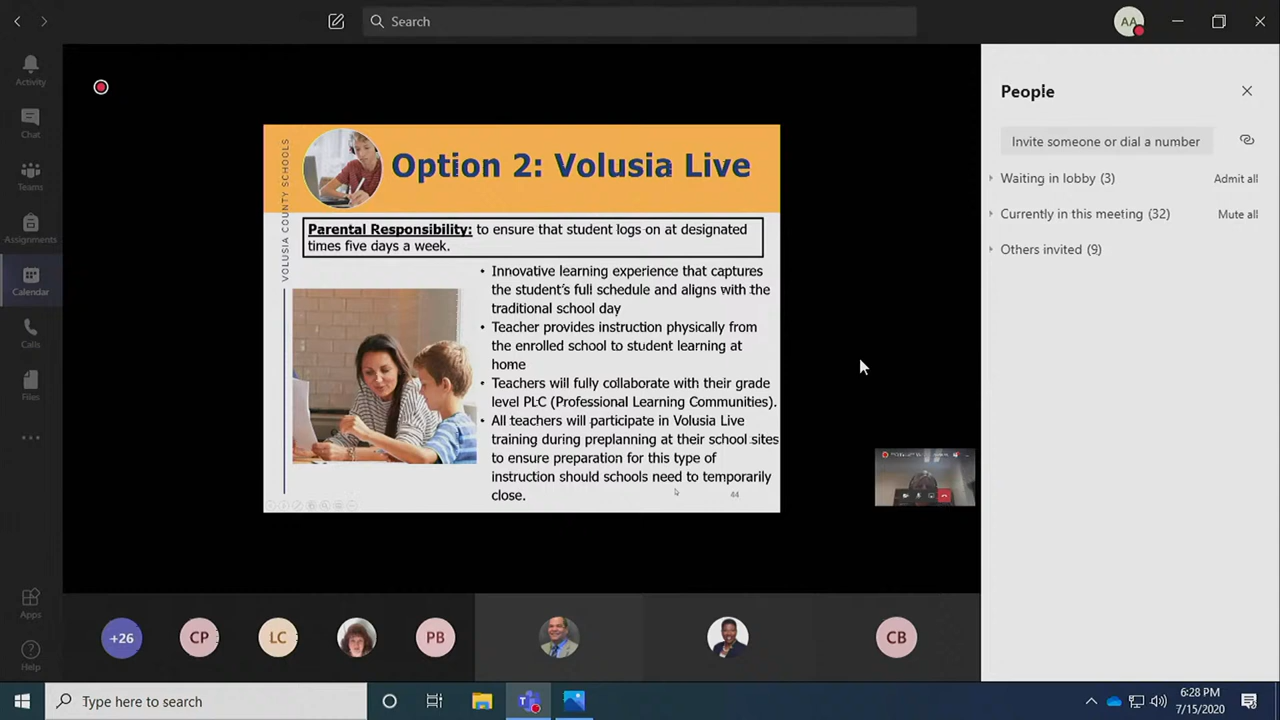 Search
AA
Activity
Chat
Teams
Assignments
Calendar
Calls
Files
Apps
Help
VOLUSIA COUNTY SCHOOLS
Option 2: Volusia Live
Parental Responsibility: to ensure that student logs on at designated
times five days a week.
• Innovative learning experience that captures
the student's full schedule and aligns with the
traditional school day
• Teacher provides instruction physically from
the enrolled school to student learning at
home
• Teachers will fully collaborate with their grade
level PLC (Professional Learning Communities).
• All teachers will participate in Volusia Live
training during preplanning at their school sites
to ensure preparation for this type of
instruction should schools need to temporarily
close.
44
People
Invite someone or dial a number
Waiting in lobby (3) Admit all
Currently in this meeting (32) Mute all
Others invited (9)
+26
CP
LC
PB
CB
Type here to search
6:28 PM
7/15/2020